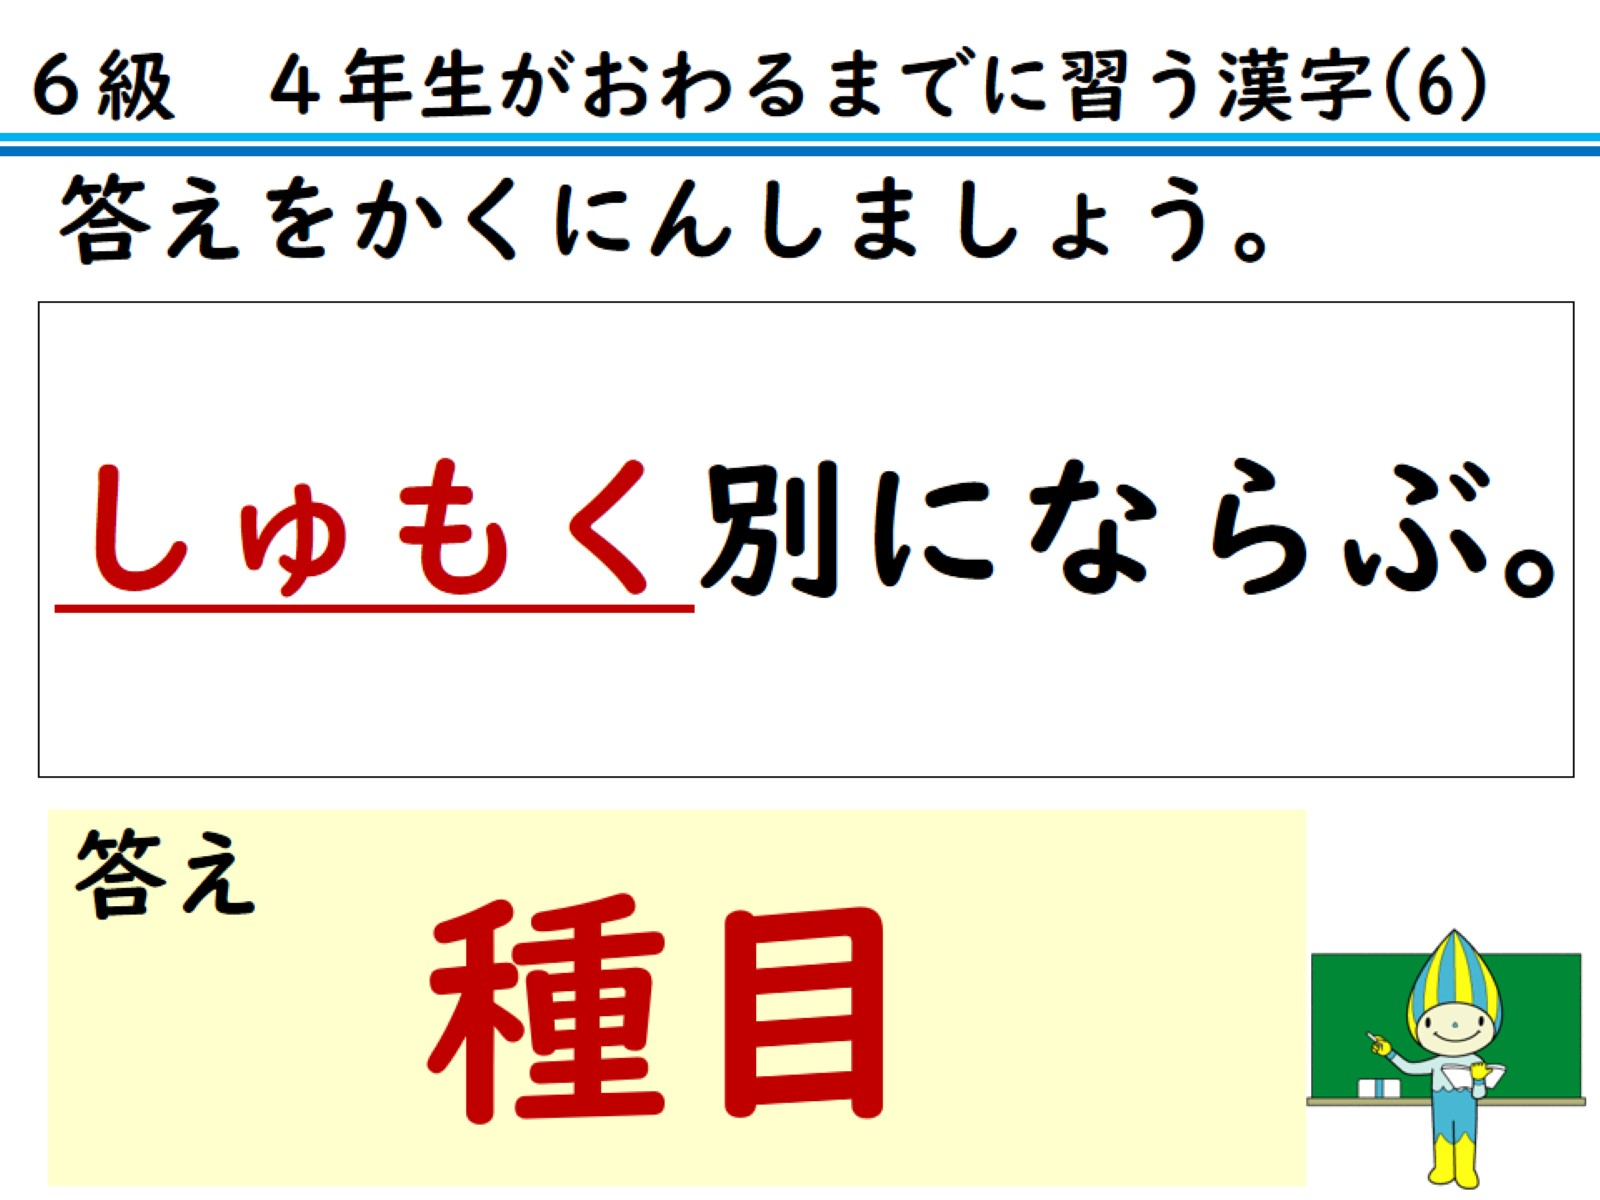 ６級　４年生がおわるまでに習う漢字(6)
答えをかくにんしましょう。
しゅもく別にならぶ。
答え
種目